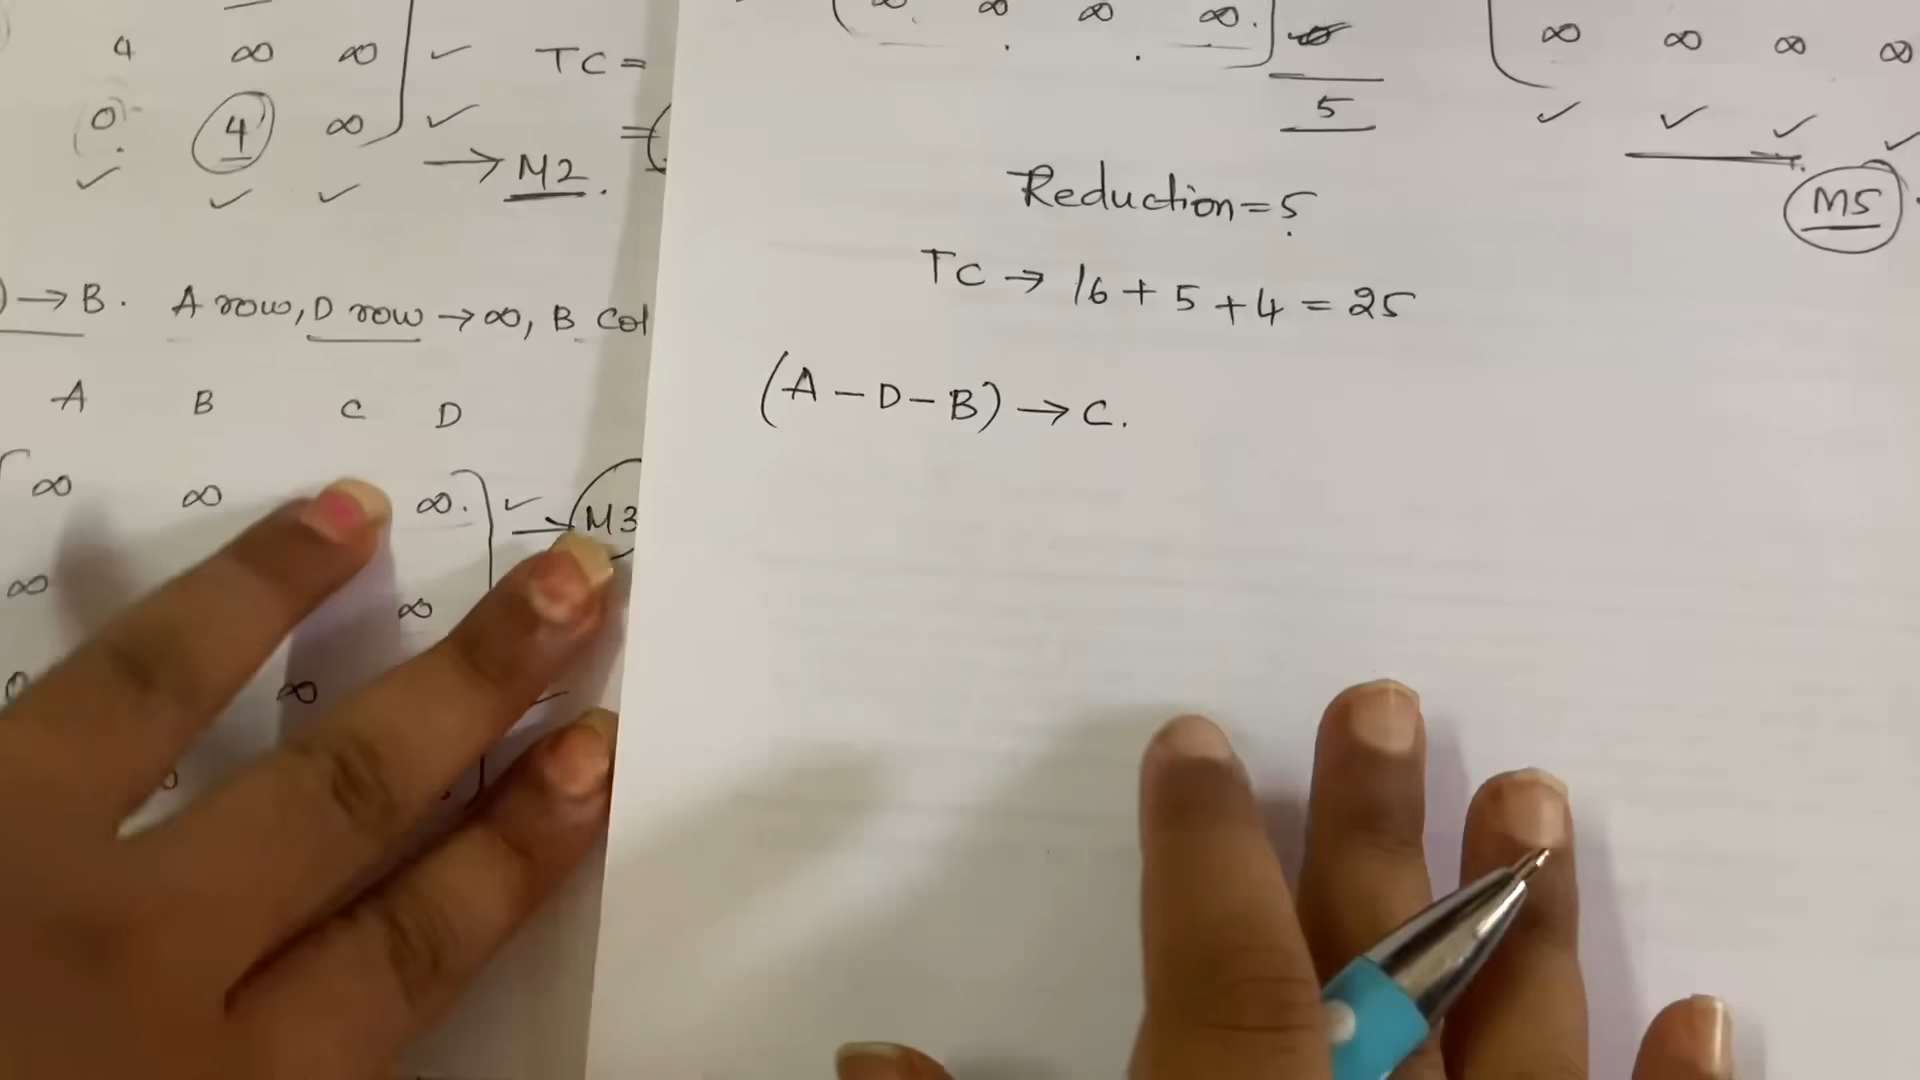 4 ∞ ∞ ✓ TC =
0 4 ∞ ✓ =
✓ ✓ ✓ → M2.
→ B. A row, D row → ∞, B col
A B C D
∞ ∞ ∞. ✓ → M3
∞ ∞
∞
∞ ∞ ∞.
5
Reduction = 5.
TC → 16 + 5 + 4 = 25
(A - D - B) → C.
∞ ∞ ∞ ∞
✓ ✓ ✓ ✓
M5